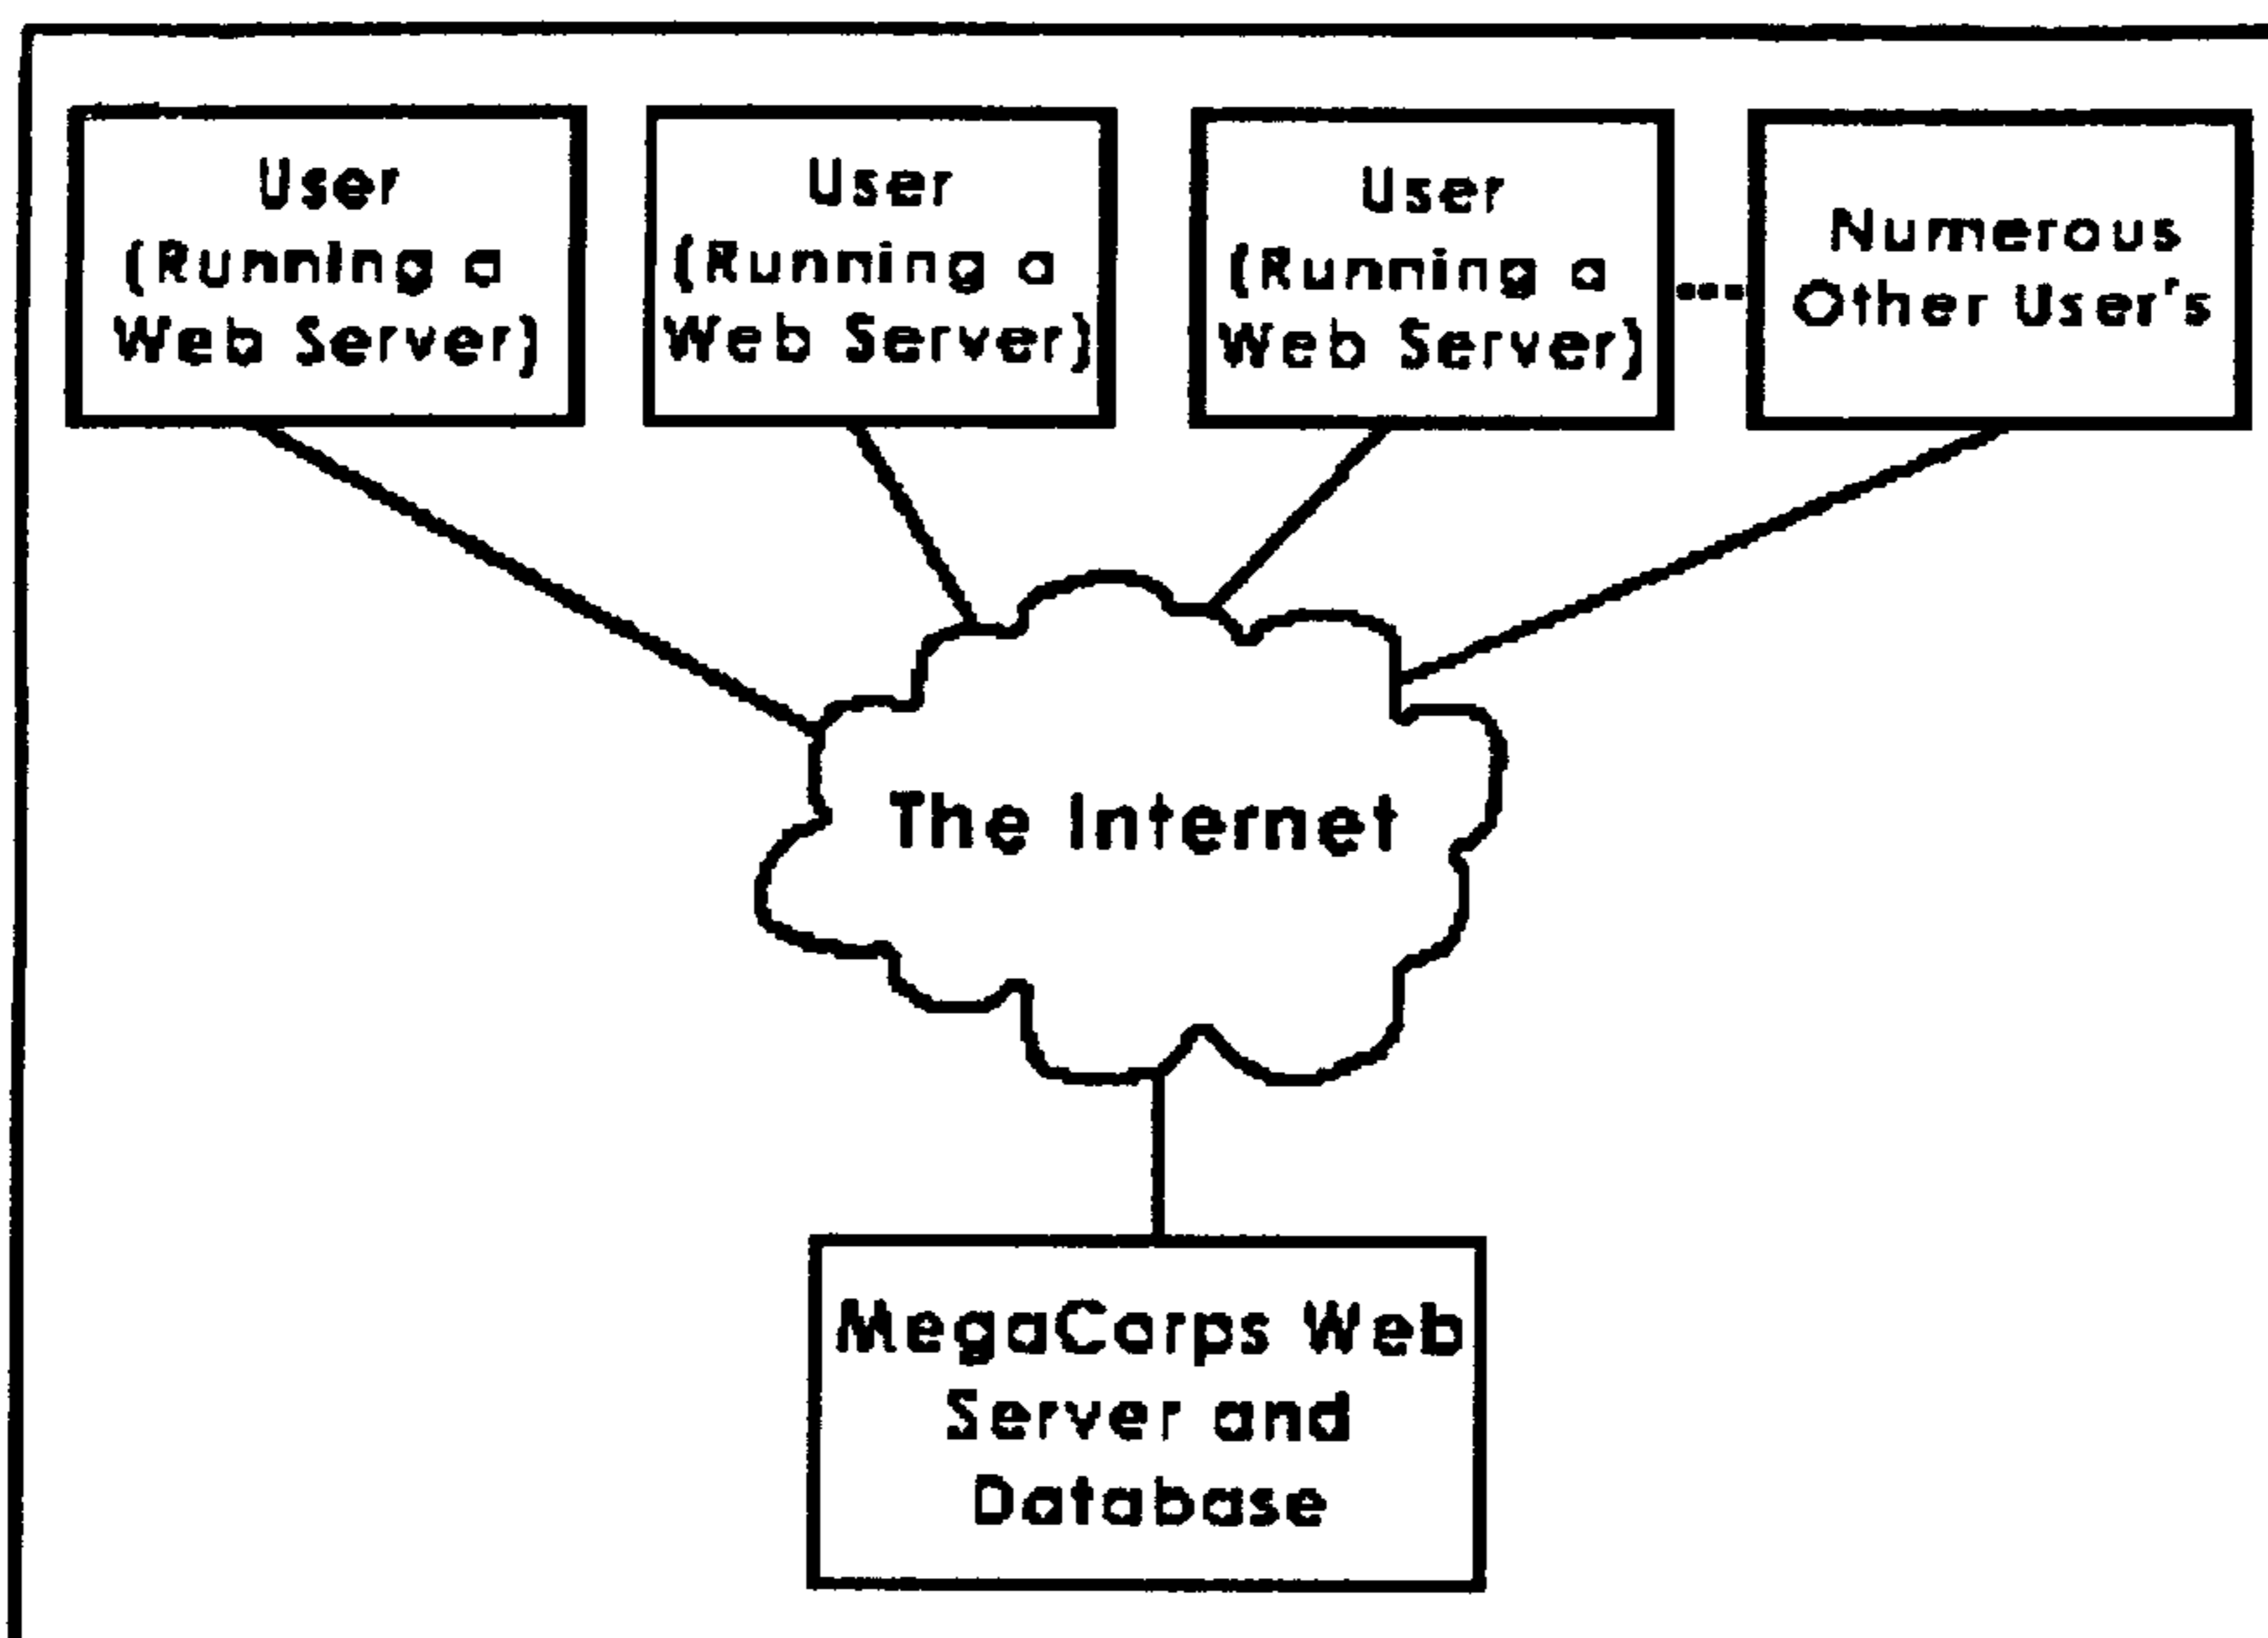 User
(Running a
Web Server)
User
(Running a
Web Server)
User
(Running a
Web Server)
...
Numerous
Other User's
The Internet
MegaCorps Web
Server and
Database